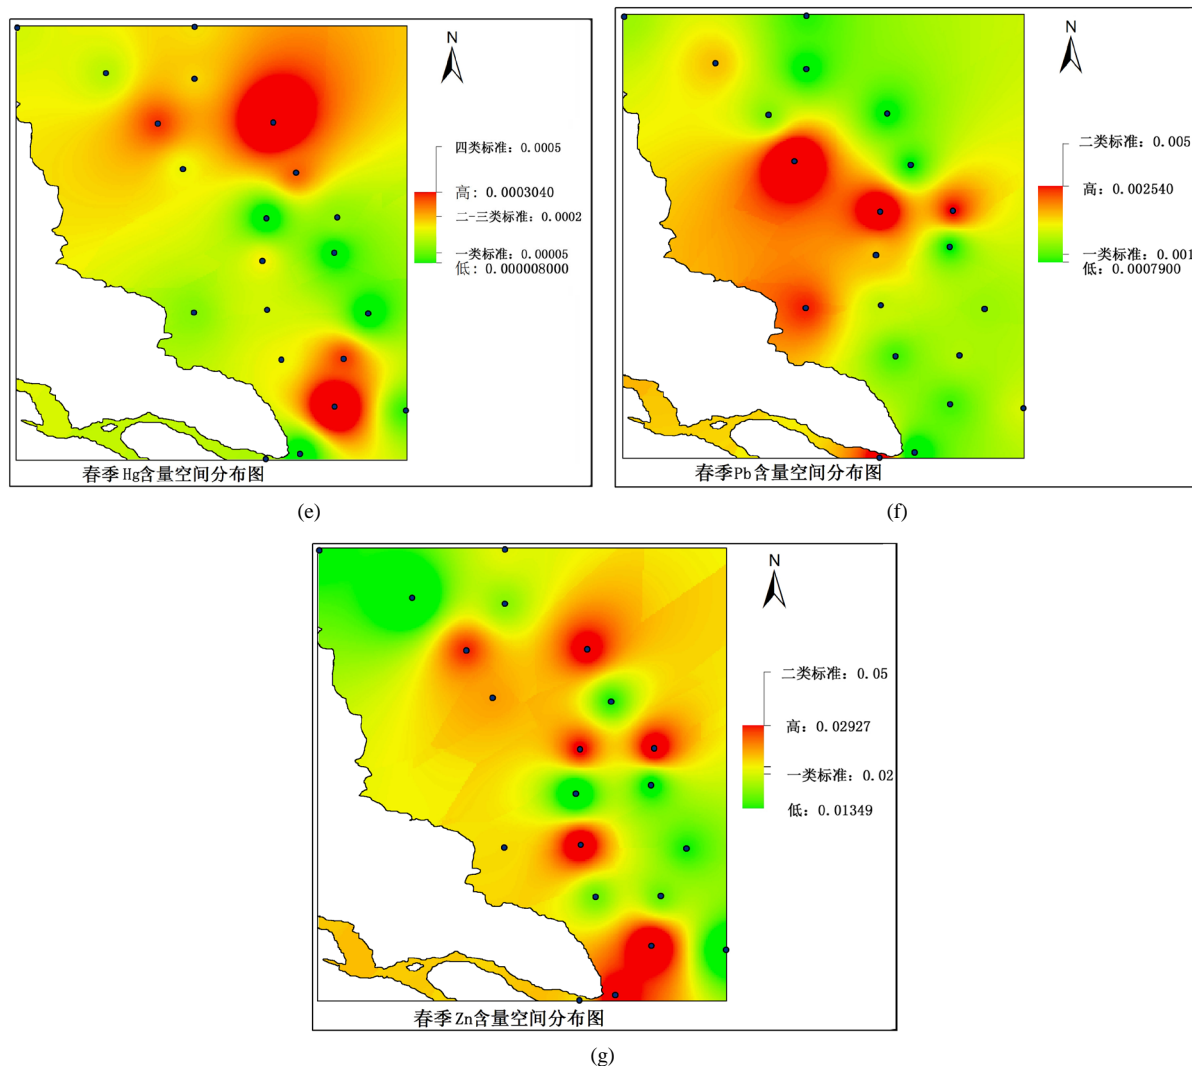 N
四类标准：0.0005
高：0.0003040
二-三类标准：0.0002
一类标准：0.00005
低：0.000008000
春季Hg含量空间分布图
(e)
N
二类标准：0.005
高：0.002540
一类标准：0.001
低：0.0007900
春季Pb含量空间分布图
(f)
N
二类标准：0.05
高：0.02927
一类标准：0.02
低：0.01349
春季Zn含量空间分布图
(g)